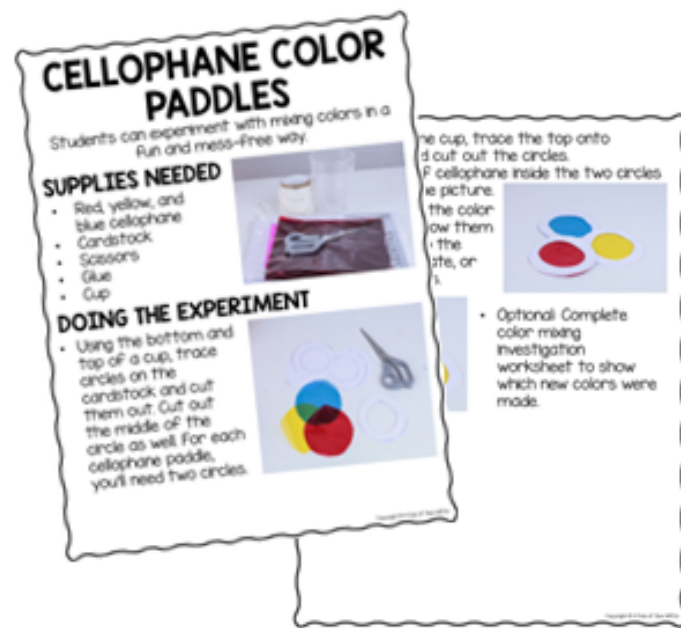 CELLOPHANE COLOR
PADDLES
Students can experiment with mixing colors in a
fun and mess-free way.
SUPPLIES NEEDED
• Red, yellow, and
blue cellophane
• Cardstock
• Scissors
• Glue
• Cup
DOING THE EXPERIMENT
• Using the bottom and
top of a cup, trace
circles on the
cardstock and cut
them out. Cut out
the middle of the
circle as well. For each
cellophane paddle,
you'll need two circles.
cup, trace the top onto
cut out the circles.
cellophane inside the two circles
picture.
the color
them
the
or
• Optional: Complete
color mixing
investigation
worksheet to show
which new colors were
made.